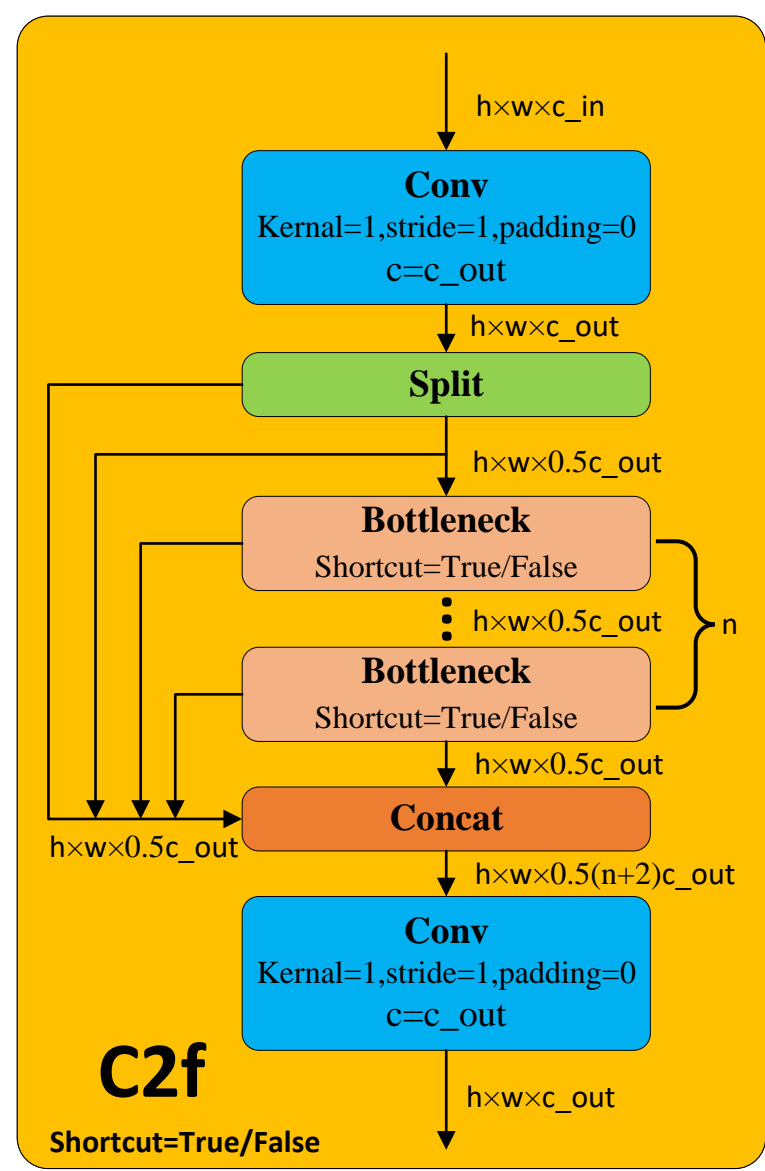 h×w×c_in
Conv
Kernal=1,stride=1,padding=0
c=c_out
h×w×c_out
Split
h×w×0.5c_out
Bottleneck
Shortcut=True/False
h×w×0.5c_out
n
Bottleneck
Shortcut=True/False
h×w×0.5c_out
Concat
h×w×0.5c_out
h×w×0.5(n+2)c_out
Conv
Kernal=1,stride=1,padding=0
c=c_out
C2f
h×w×c_out
Shortcut=True/False